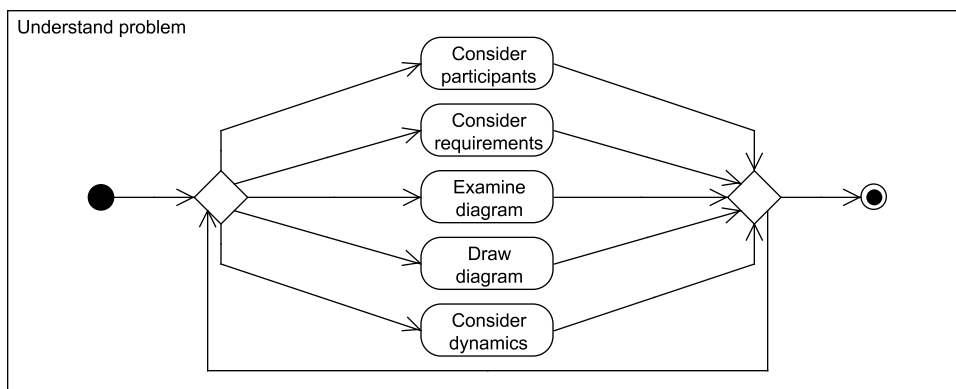 Understand problem
Consider
participants
Consider
requirements
Examine
diagram
Draw
diagram
Consider
dynamics